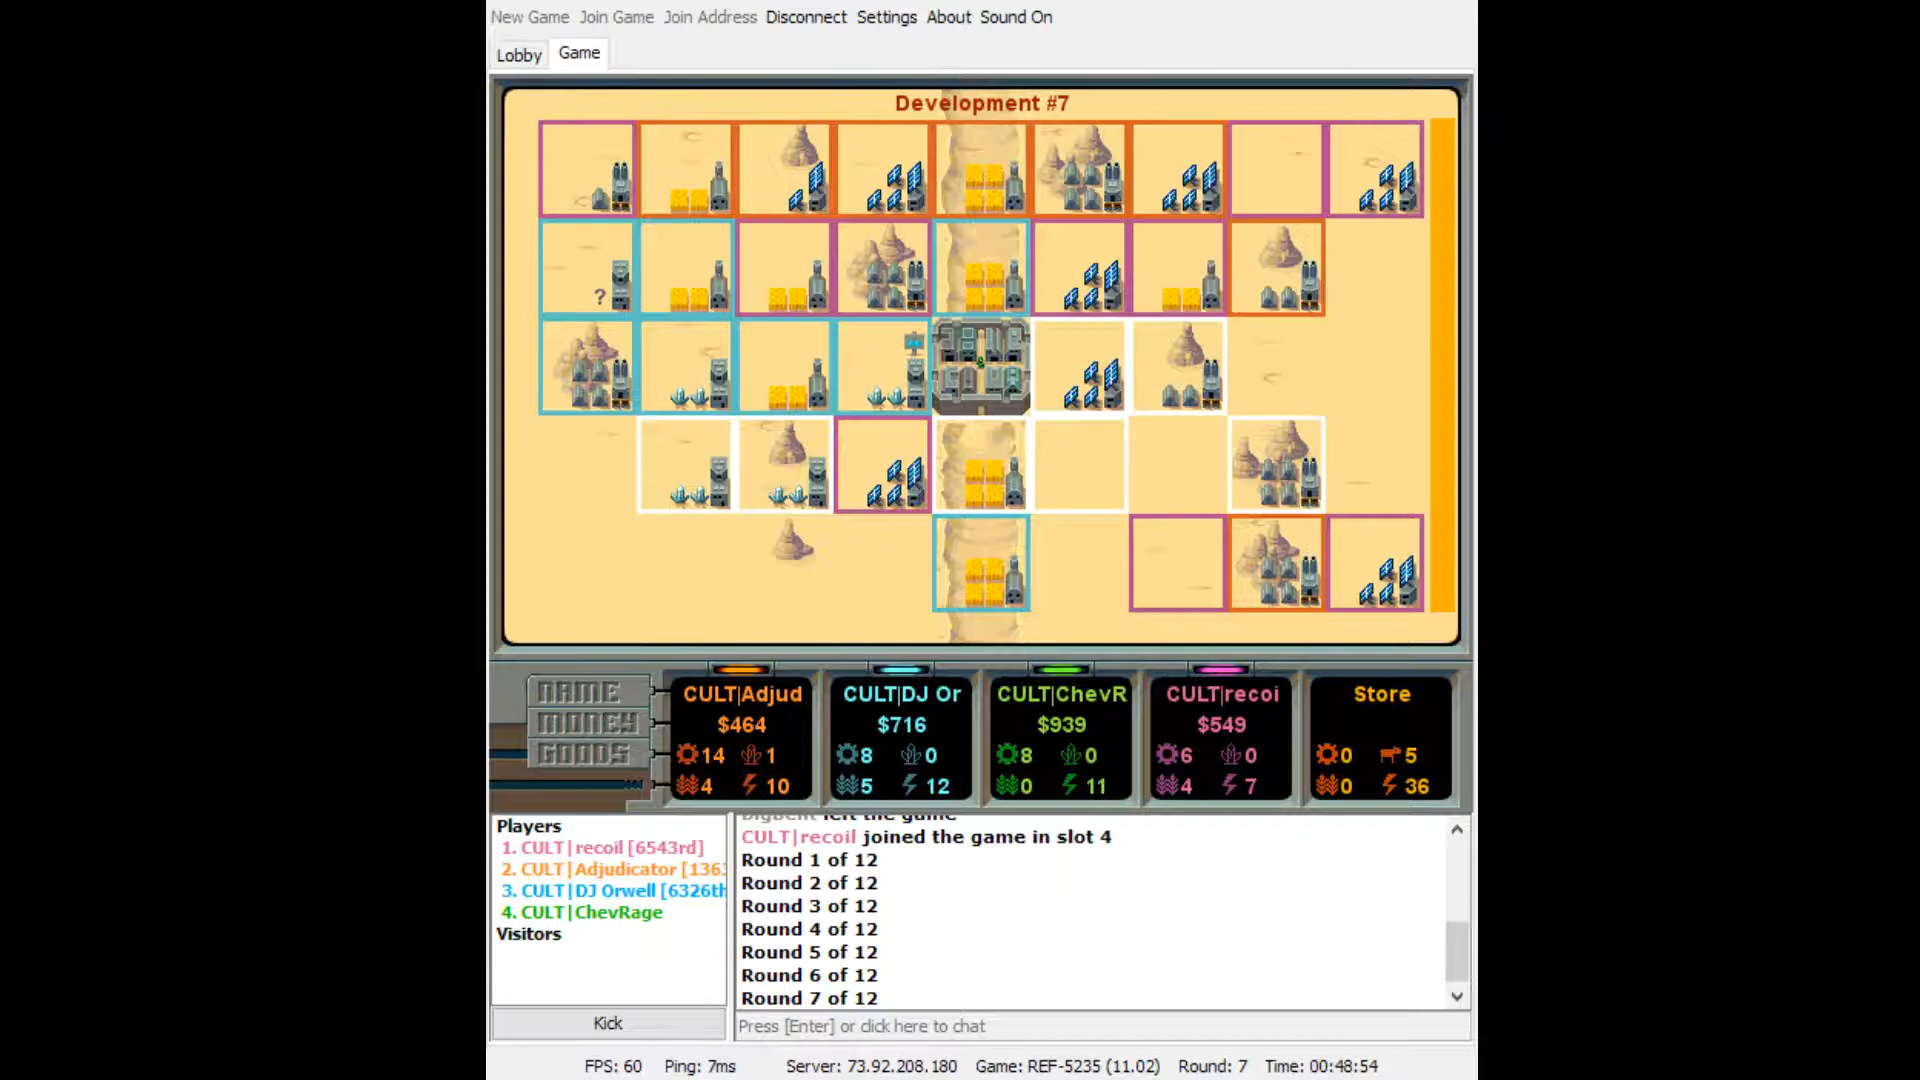 New Game Join Game Join Address Disconnect Settings About Sound On
Lobby Game
Development #7
?
NAME
MONEY
GOODS
CULT|Adjud
$464
14 1
4 10
CULT|DJ Or
$716
8 0
5 12
CULT|ChevR
$939
8 0
0 11
CULT|recoi
$549
6 0
4 7
Store
0 5
0 36
Players
1. CULT|recoil [6543rd]
2. CULT|Adjudicator [1363
3. CULT|DJ Orwell [6326th
4. CULT|ChevRage
Visitors
Kick
left the game
CULT|recoil joined the game in slot 4
Round 1 of 12
Round 2 of 12
Round 3 of 12
Round 4 of 12
Round 5 of 12
Round 6 of 12
Round 7 of 12
Press [Enter] or click here to chat
FPS: 60 Ping: 7ms Server: 73.92.208.180 Game: REF-5235 (11.02) Round: 7 Time: 00:48:54